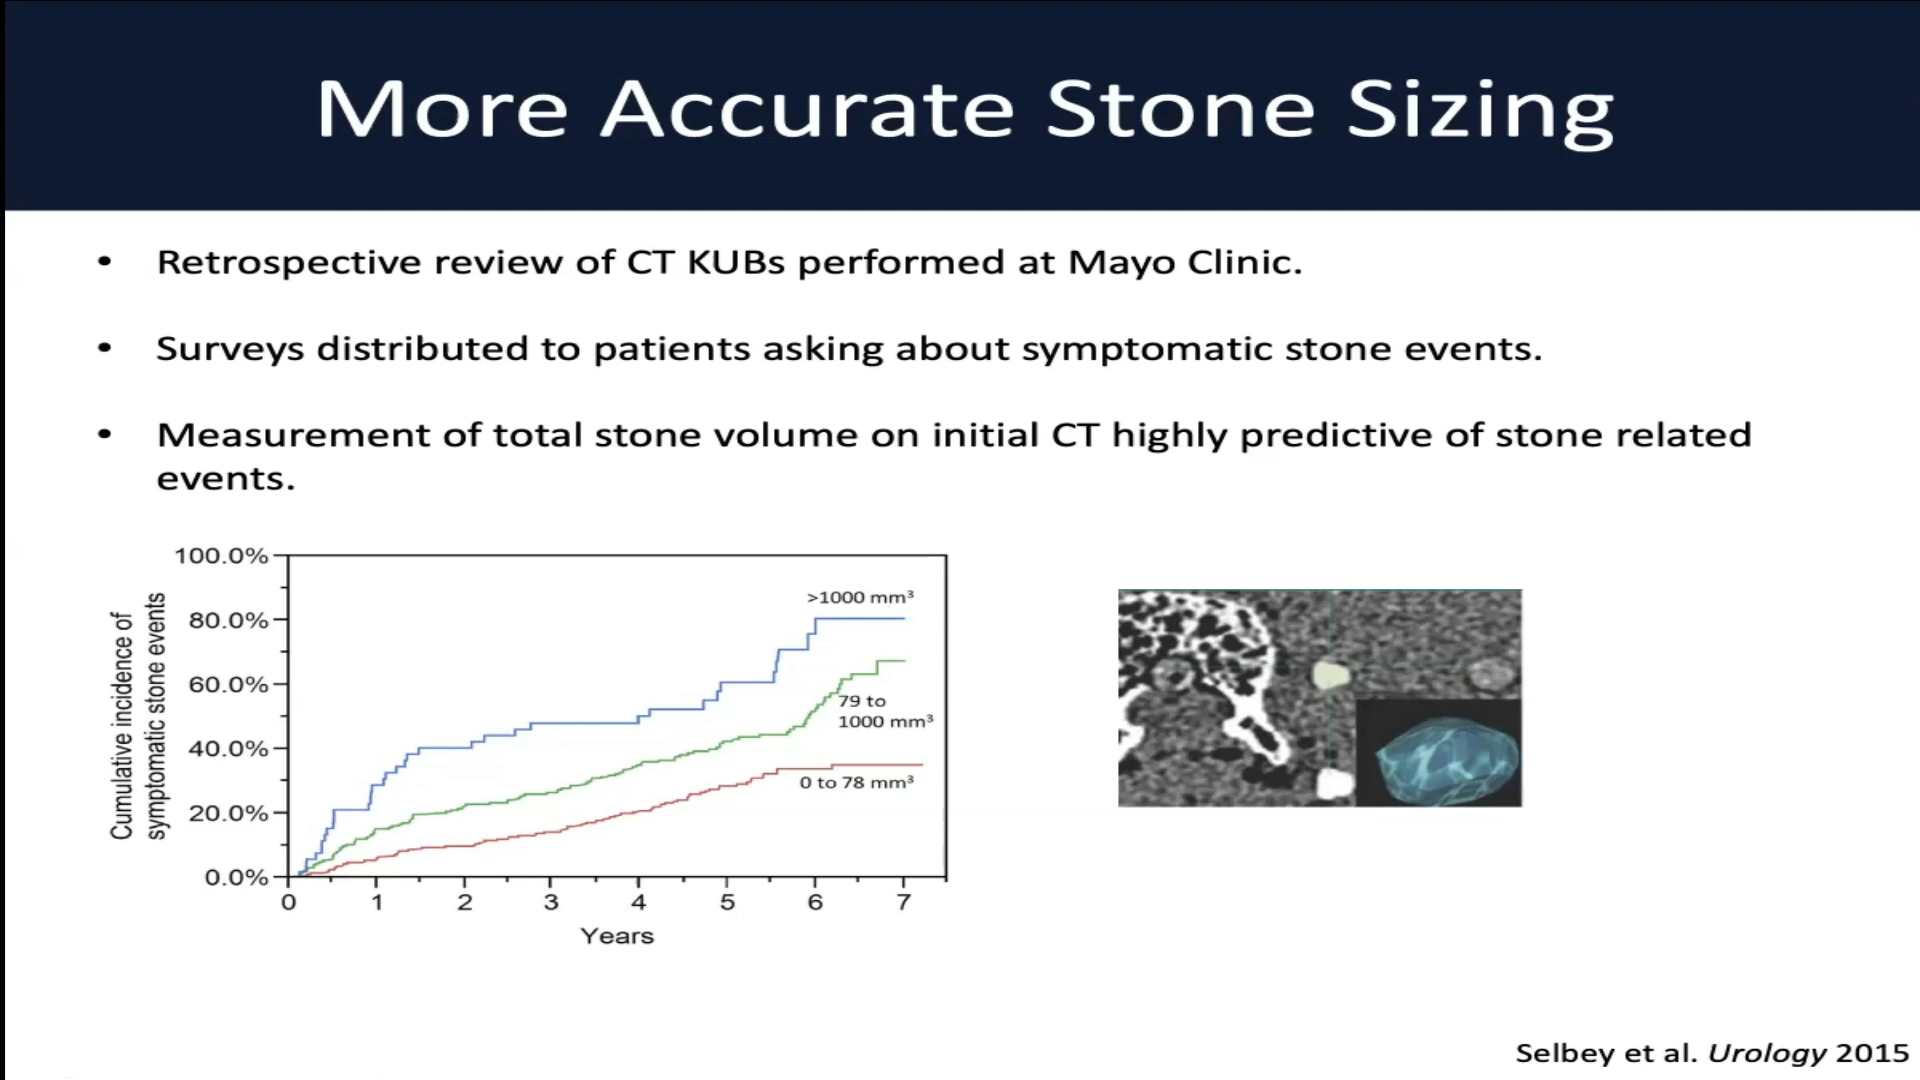 More Accurate Stone Sizing
• Retrospective review of CT KUBs performed at Mayo Clinic.
• Surveys distributed to patients asking about symptomatic stone events.
• Measurement of total stone volume on initial CT highly predictive of stone related
events.
Cumulative incidence of
symptomatic stone events
100.0%
80.0%
60.0%
40.0%
20.0%
0.0%
>1000 mm³
79 to
1000 mm³
0 to 78 mm³
0 1 2 3 4 5 6 7
Years
Selbey et al. Urology 2015